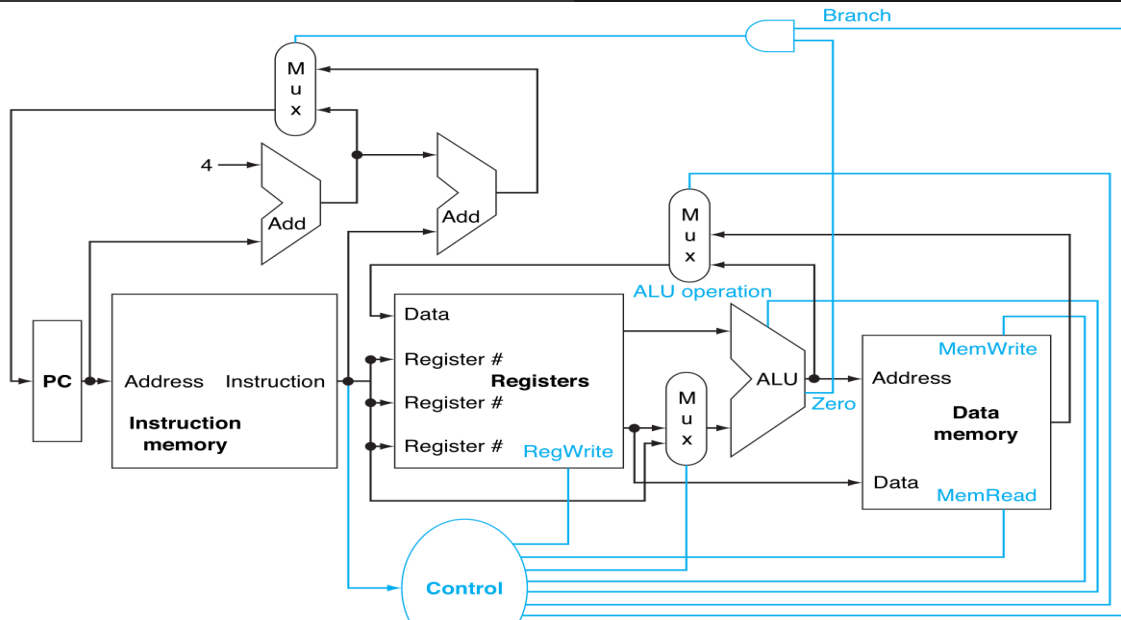 Branch
M
u
x
4
Add
Add
M
u
x
ALU operation
Data
Register #
Registers
Register #
Register #
RegWrite
PC
Address
Instruction
Instruction
memory
M
u
x
ALU
Zero
MemWrite
Address
Data
memory
Data
MemRead
Control